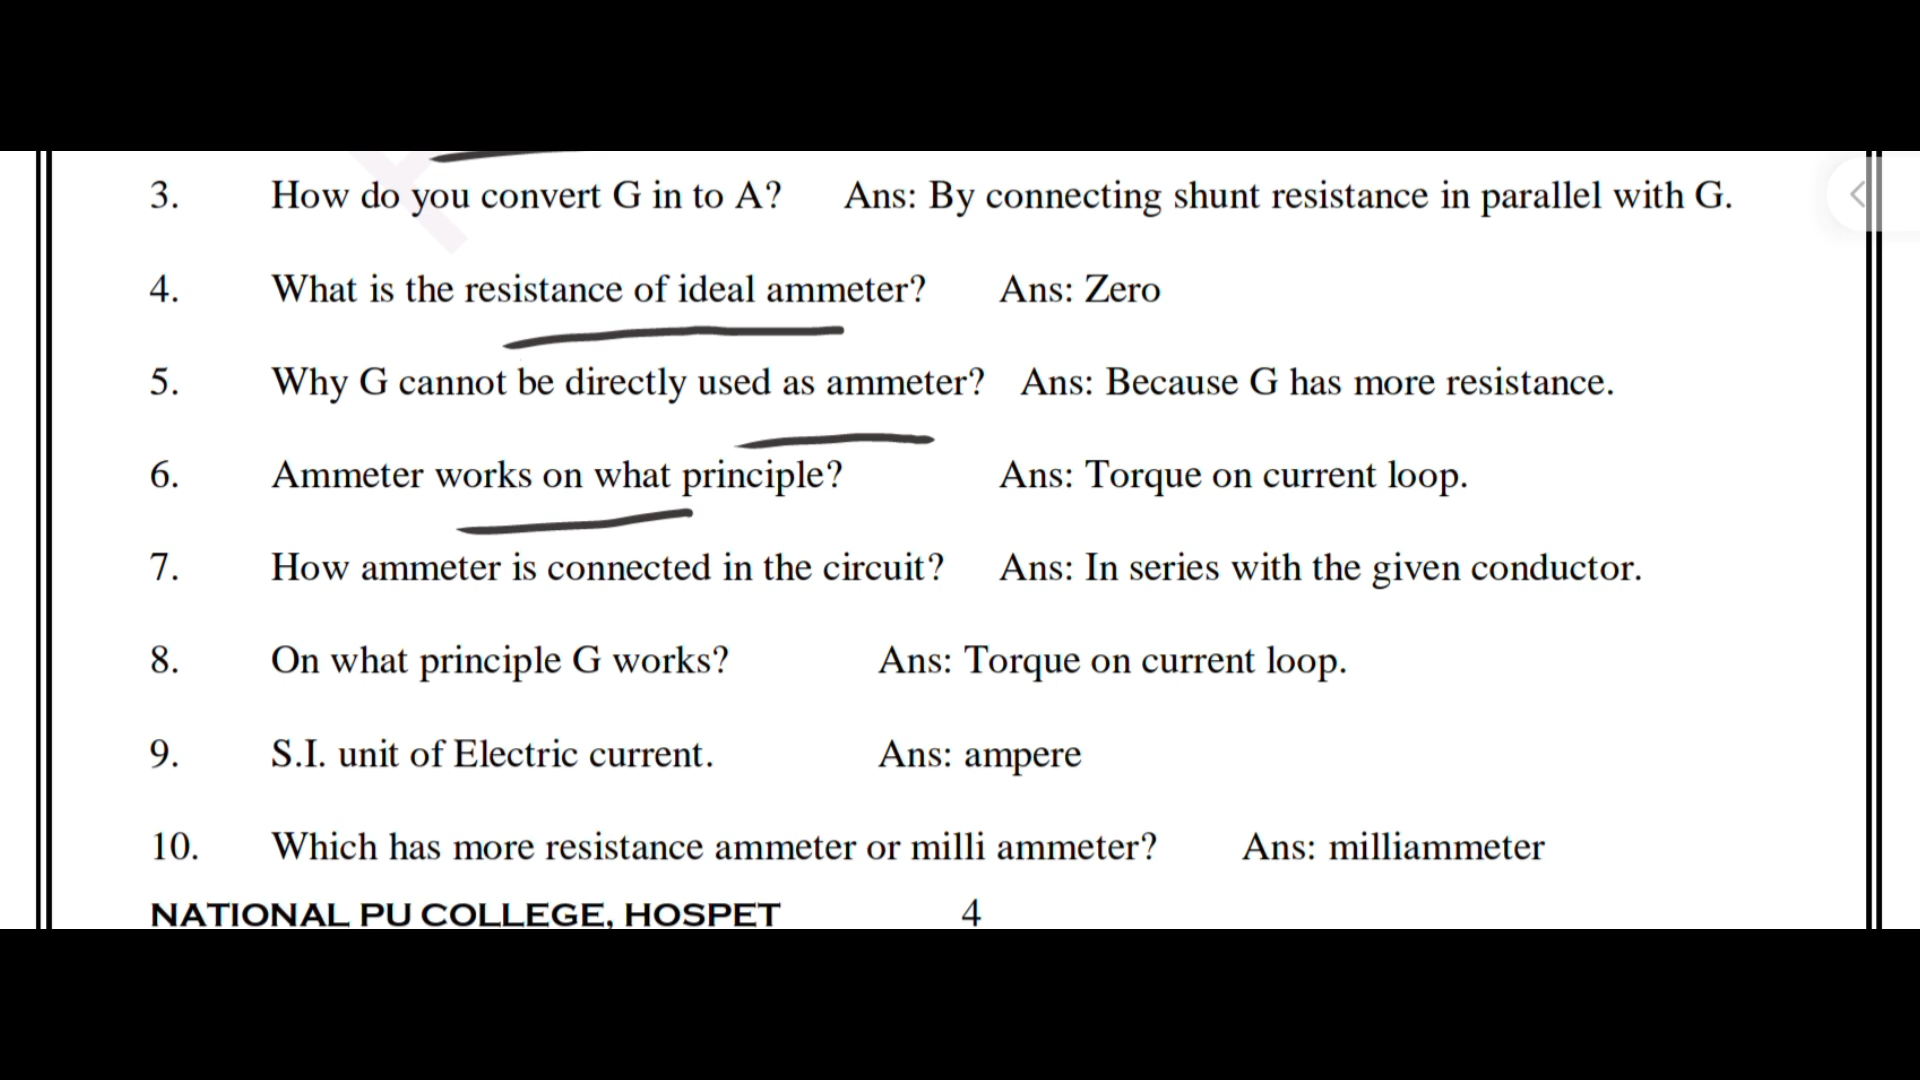 3. How do you convert G in to A? Ans: By connecting shunt resistance in parallel with G.
4. What is the resistance of ideal ammeter? Ans: Zero
5. Why G cannot be directly used as ammeter? Ans: Because G has more resistance.
6. Ammeter works on what principle? Ans: Torque on current loop.
7. How ammeter is connected in the circuit? Ans: In series with the given conductor.
8. On what principle G works? Ans: Torque on current loop.
9. S.I. unit of Electric current. Ans: ampere
10. Which has more resistance ammeter or milli ammeter? Ans: milliammeter
NATIONAL PU COLLEGE, HOSPET 4